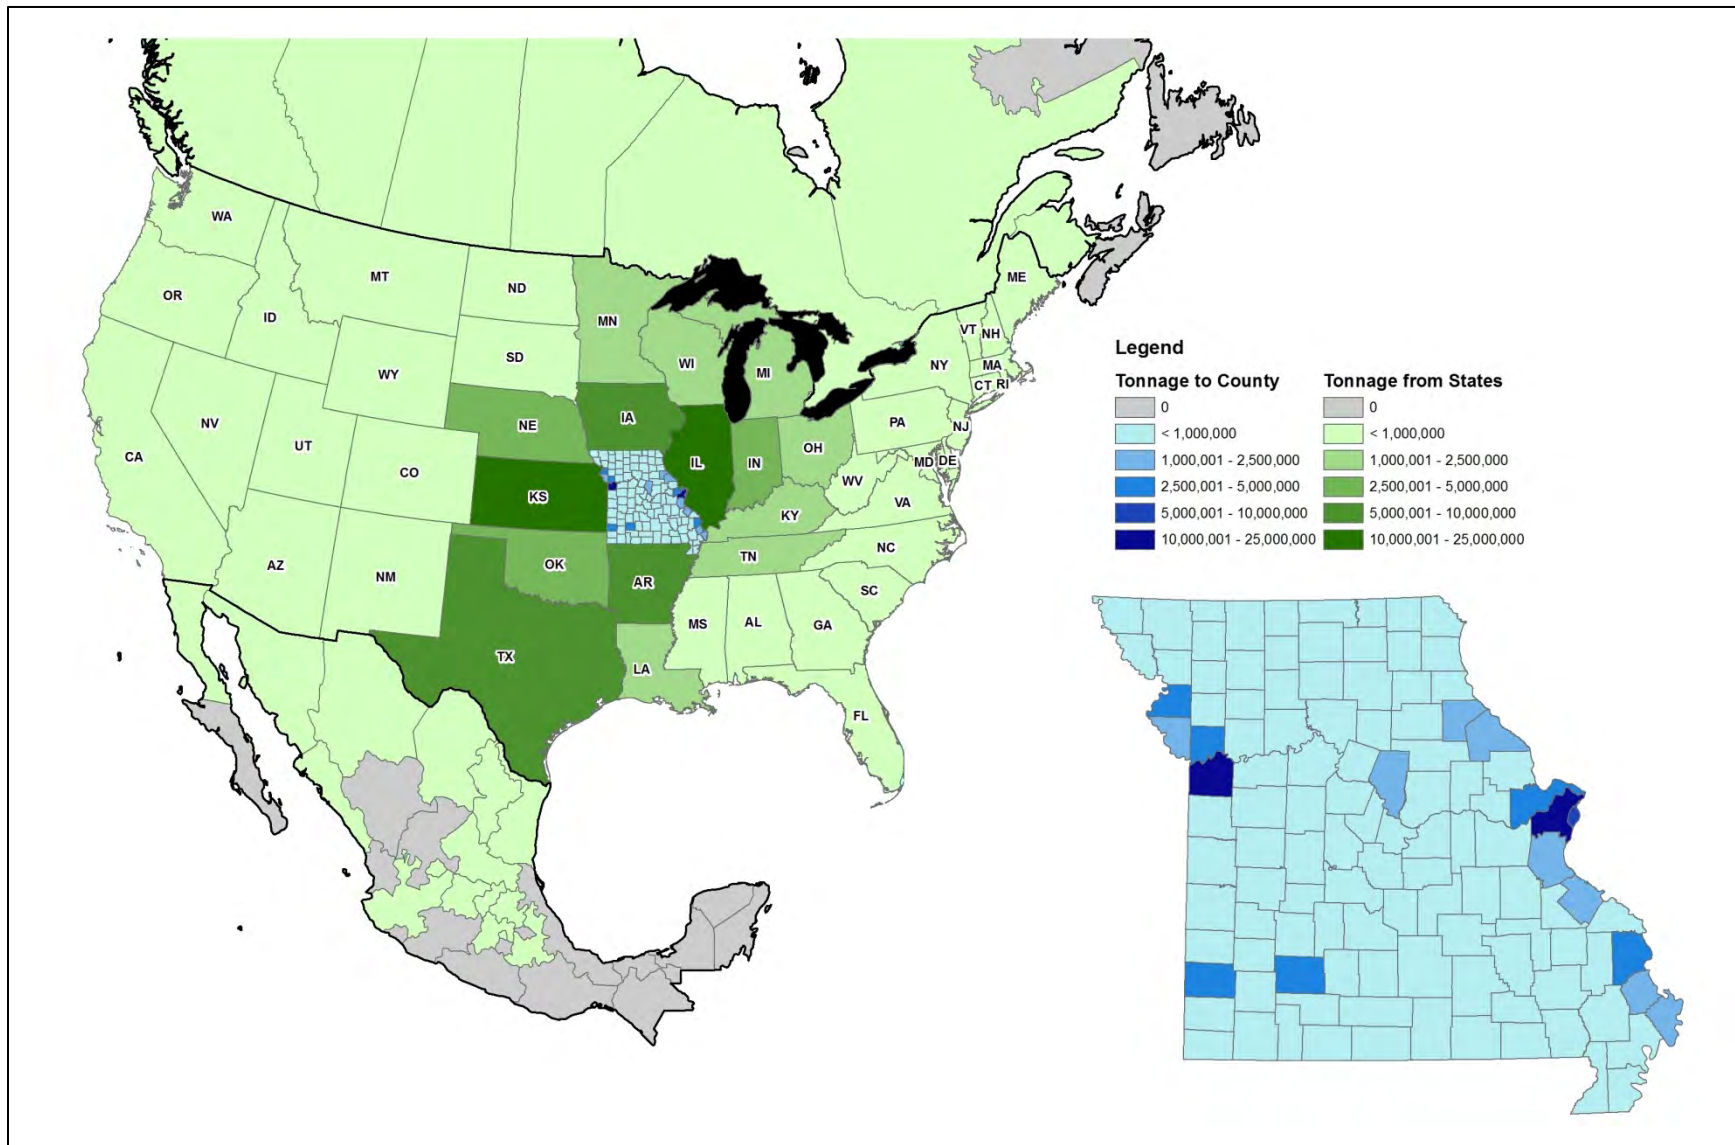 WA
MT
ND
ME
OR
ID
MN
VT
NH
SD
WI
NY
MA
WY
MI
CT RI
NE
IA
PA
NV
OH
NJ
UT
IL
IN
CA
CO
MD
DE
WV
KS
VA
KY
NC
TN
AZ
OK
NM
AR
SC
MS
AL
GA
TX
LA
FL
Legend
Tonnage to County
0
< 1,000,000
1,000,001 - 2,500,000
2,500,001 - 5,000,000
5,000,001 - 10,000,000
10,000,001 - 25,000,000
Tonnage from States
0
< 1,000,000
1,000,001 - 2,500,000
2,500,001 - 5,000,000
5,000,001 - 10,000,000
10,000,001 - 25,000,000